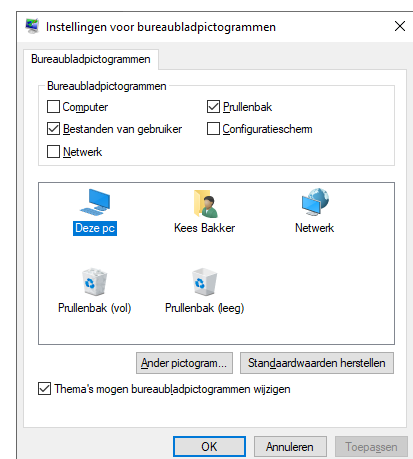 Instellingen voor bureaubladpictogrammen
Bureaubladpictogrammen
Bureaubladpictogrammen
Computer
Prullenbak
Bestanden van gebruiker
Configuratiescherm
Netwerk
Deze pc
Kees Bakker
Netwerk
Prullenbak (vol)
Prullenbak (leeg)
Ander pictogram...
Standaardwaarden herstellen
Thema's mogen bureaubladpictogrammen wijzigen
OK
Annuleren
Toepassen